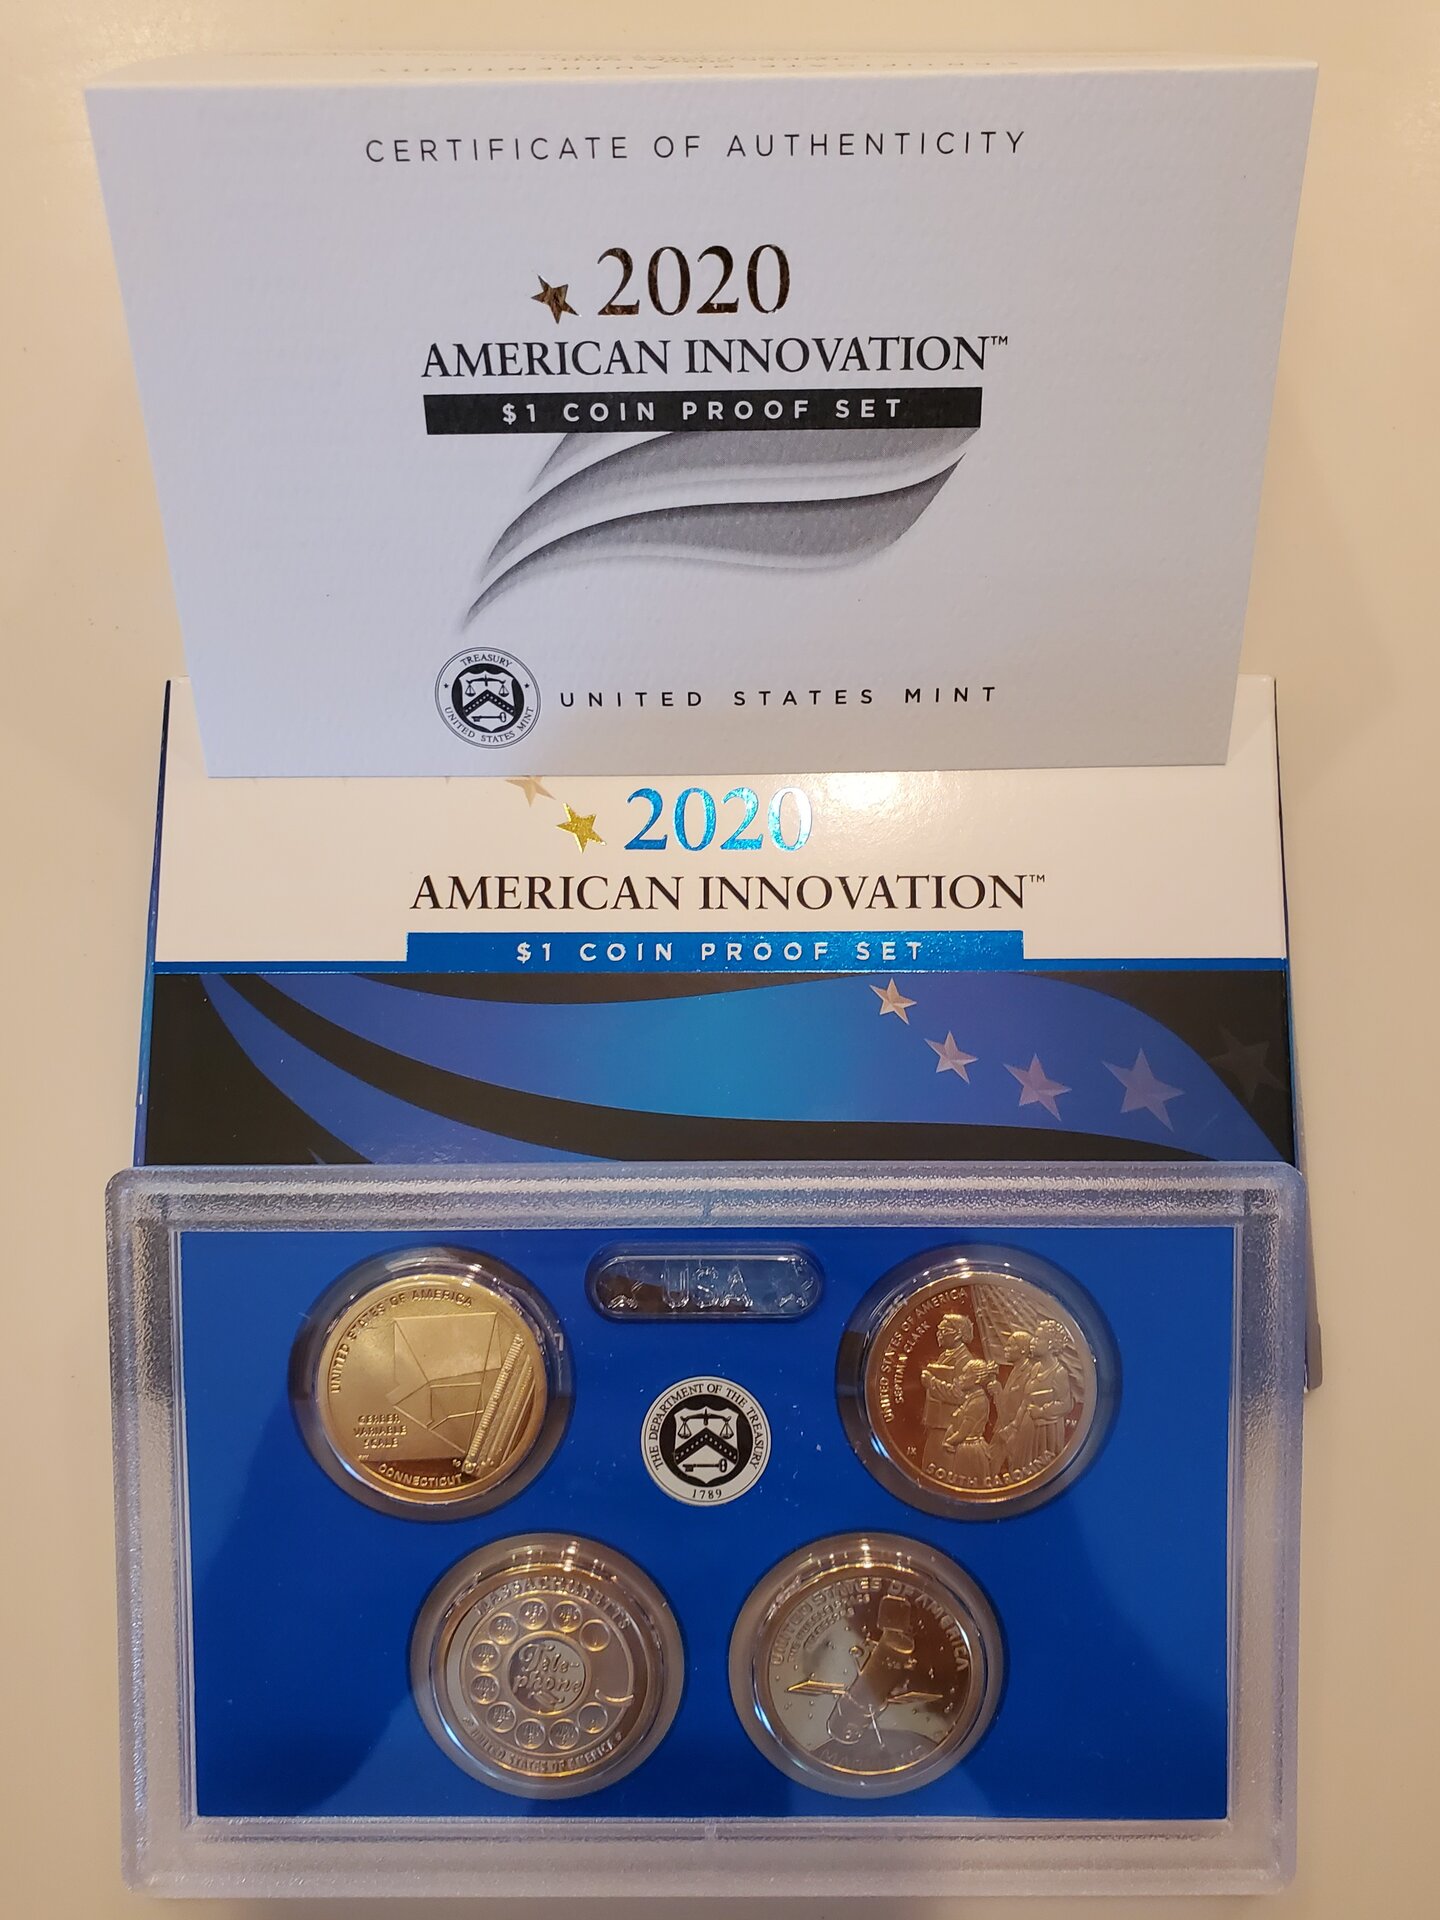 CERTIFICATE OF AUTHENTICITY
2020
AMERICAN INNOVATION™
$1 COIN PROOF SET
TREASURY
UNITED STATES MINT
UNITED STATES MINT
2020
AMERICAN INNOVATION™
$1 COIN PROOF SET
USA
UNITED STATES OF AMERICA
GERBER
VARIABLE
SCALE
CONNECTICUT
THE DEPARTMENT OF THE TREASURY
1789
UNITED STATES OF AMERICA
SEPTIMA CLARK
SOUTH CAROLINA
MASSACHUSETTS
Tele-
phone
UNITED STATES OF AMERICA
UNITED STATES OF AMERICA